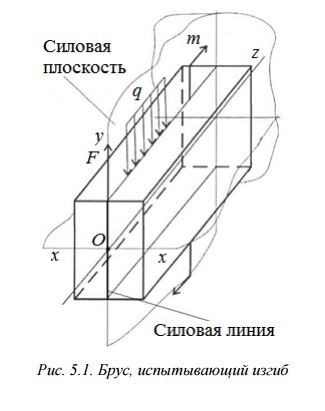 Силовая
плоскость
m
z
q
y
F
O
x
x
Силовая линия
Рис. 5.1. Брус, испытывающий изгиб